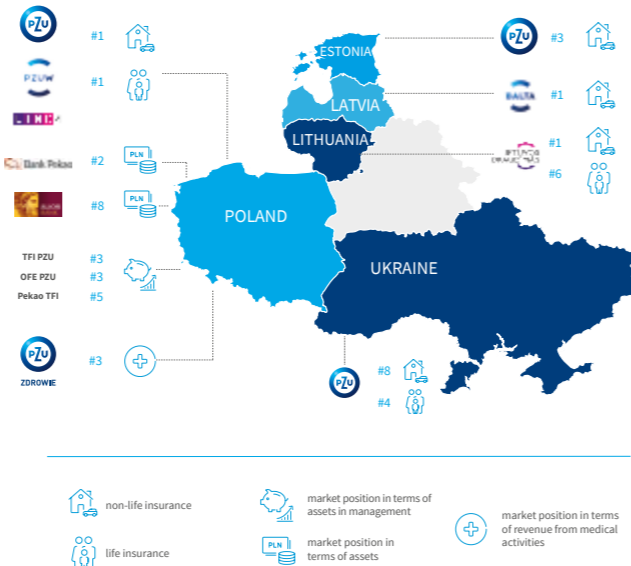 PZU
#1
PZUW
#1
LINK4
Bank Pekao
PLN
#2
PLN
#8
TFI PZU
#3
OFE PZU
#3
Pekao TFI
#5
PZU
ZDROWIE
#3
ESTONIA
LATVIA
LITHUANIA
POLAND
UKRAINE
PZU
#3
BALTA
#1
#1
#6
PZU
#8
#4
non-life insurance
life insurance
market position in terms of
assets in management
PLN
market position in
terms of assets
market position in terms
of revenue from medical
activities